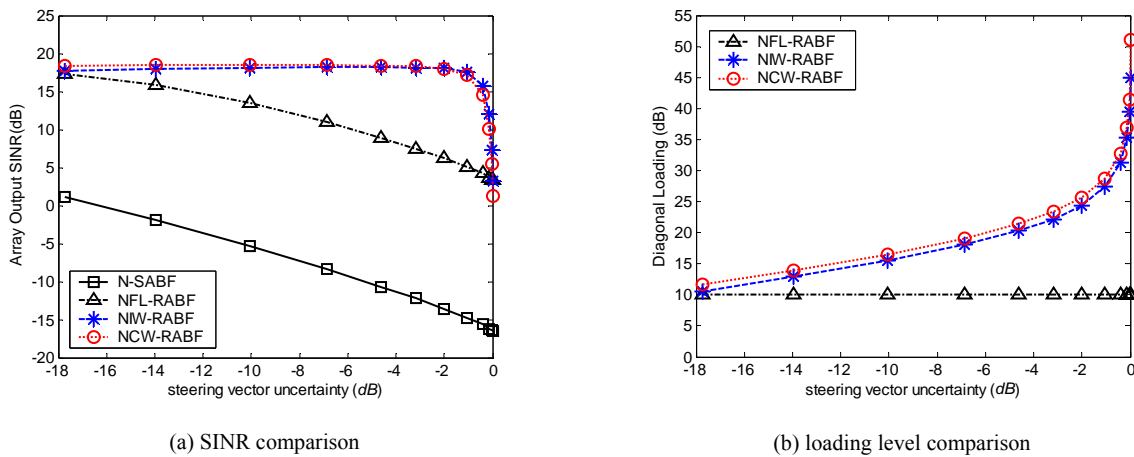 25
20
15
10
5
0
-5
-10
-15
-20
Array Output SINR(dB)
N-SABF
NFL-RABF
NIW-RABF
NCW-RABF
-18 -16 -14 -12 -10 -8 -6 -4 -2 0
steering vector uncertainty (dB)
(a) SINR comparison
55
50
45
40
35
30
25
20
15
10
5
0
Diagonal Loading (dB)
NFL-RABF
NIW-RABF
NCW-RABF
-18 -16 -14 -12 -10 -8 -6 -4 -2 0
steering vector uncertainty (dB)
(b) loading level comparison